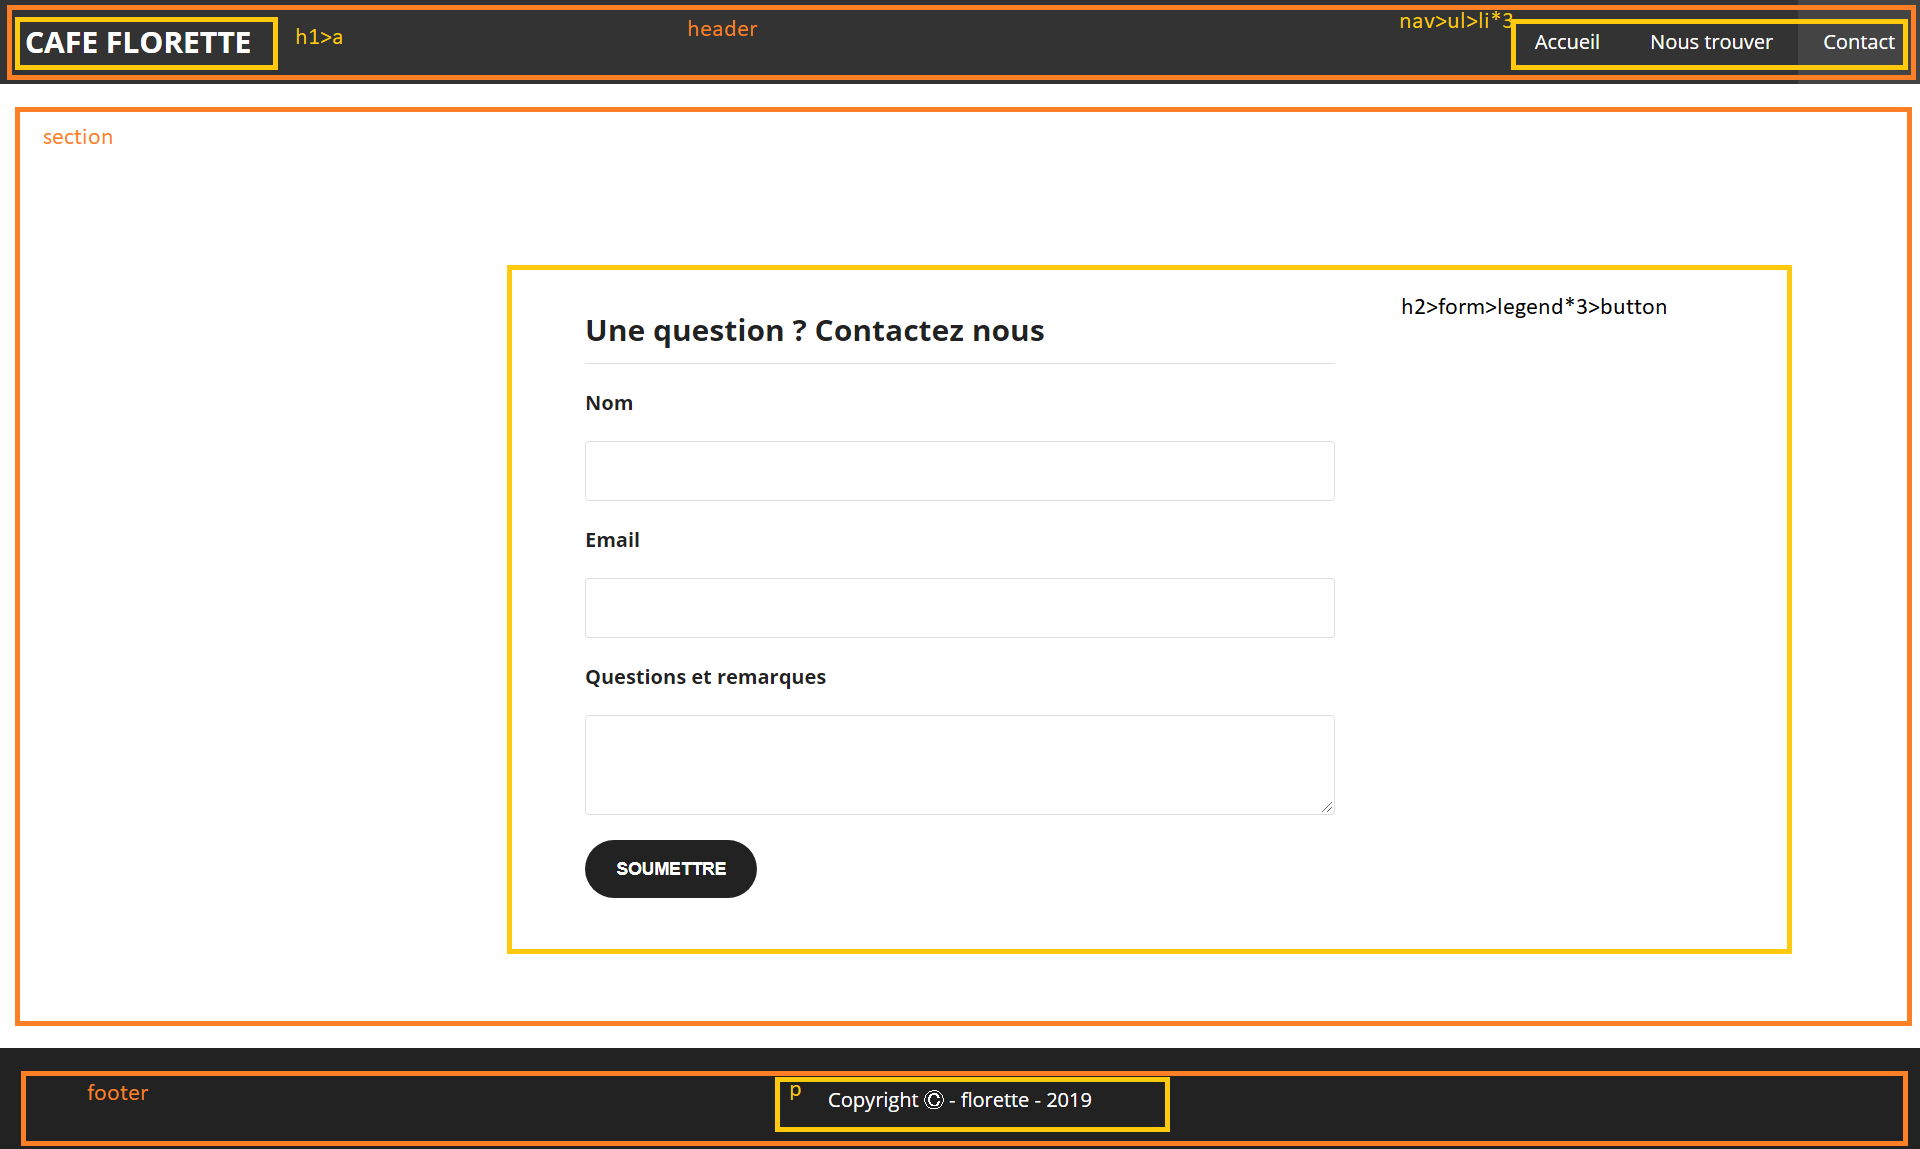 CAFE FLORETTE
h1>a
header
nav>ul>li*3
Accueil
Nous trouver
Contact
section
h2>form>legend*3>button
Une question ? Contactez nous
Nom
Email
Questions et remarques
SOUMETTRE
footer
p
Copyright © - florette - 2019